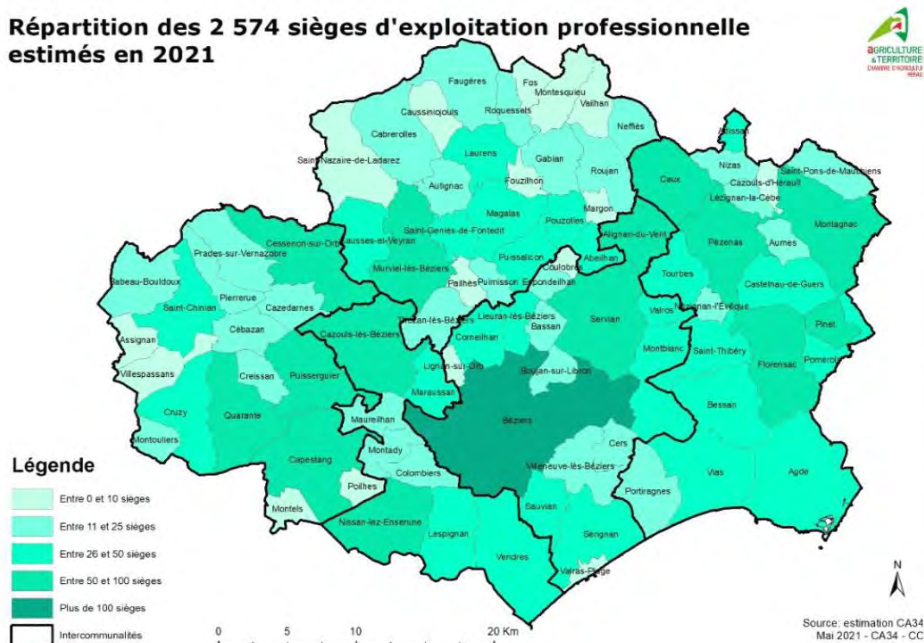 Répartition des 2 574 sièges d'exploitation professionnelle
estimés en 2021
AGRICULTURE
& TERRITOIRE
Faugères
Fos
Montesquieu
Vailhan
Caussiniojouls
Roquessels
Cabrerolles
Neffiès
Saint-Nazaire-de-Ladarez
Laurens
Gabian
Roujan
Autignac
Fouzilhon
Margon
Magalas
Pouzolles
Saint-Geniès-de-Fontedit
Causses-et-Veyran
Murviel-lès-Béziers
Puissalicon
Abeilhan
Alignan-du-Vent
Coulobres
Pailhès
Puimisson
Espondeilhan
Adissan
Nizas
Cazouls-d'Hérault
Saint-Pons-de-Mauchiens
Caux
Lézignan-la-Cèbe
Montagnac
Aumes
Pézenas
Tourbes
Castelnau-de-Guers
Nézignan-l'Évêque
Valros
Pinet
Pomérols
Florensac
Saint-Thibéry
Montblanc
Bessan
Vias
Agde
Portiragnes
Cessenon-sur-Orb
Prades-sur-Vernazobre
Babeau-Bouldoux
Pierrerue
Saint-Chinian
Cazedarnes
Cébazan
Assignan
Villespassans
Creissan
Puisserguier
Cruzy
Quarante
Montouliers
Capestang
Montels
Poilhes
Cazouls-lès-Béziers
Thézan-lès-Béziers
Lieuran-lès-Béziers
Bassan
Servian
Corneilhan
Lignan-sur-Orb
Boujan-sur-Libron
Maraussan
Béziers
Maureilhan
Montady
Colombiers
Cers
Villeneuve-lès-Béziers
Nissan-lez-Enserune
Lespignan
Vendres
Sauvian
Sérignan
Valras-Plage
Légende
Entre 0 et 10 sièges
Entre 11 et 25 sièges
Entre 26 et 50 sièges
Entre 50 et 100 sièges
Plus de 100 sièges
Intercommunalités
0 5 10 20 Km
N
Source: estimation CA34
Mai 2021 - CA34 - CC